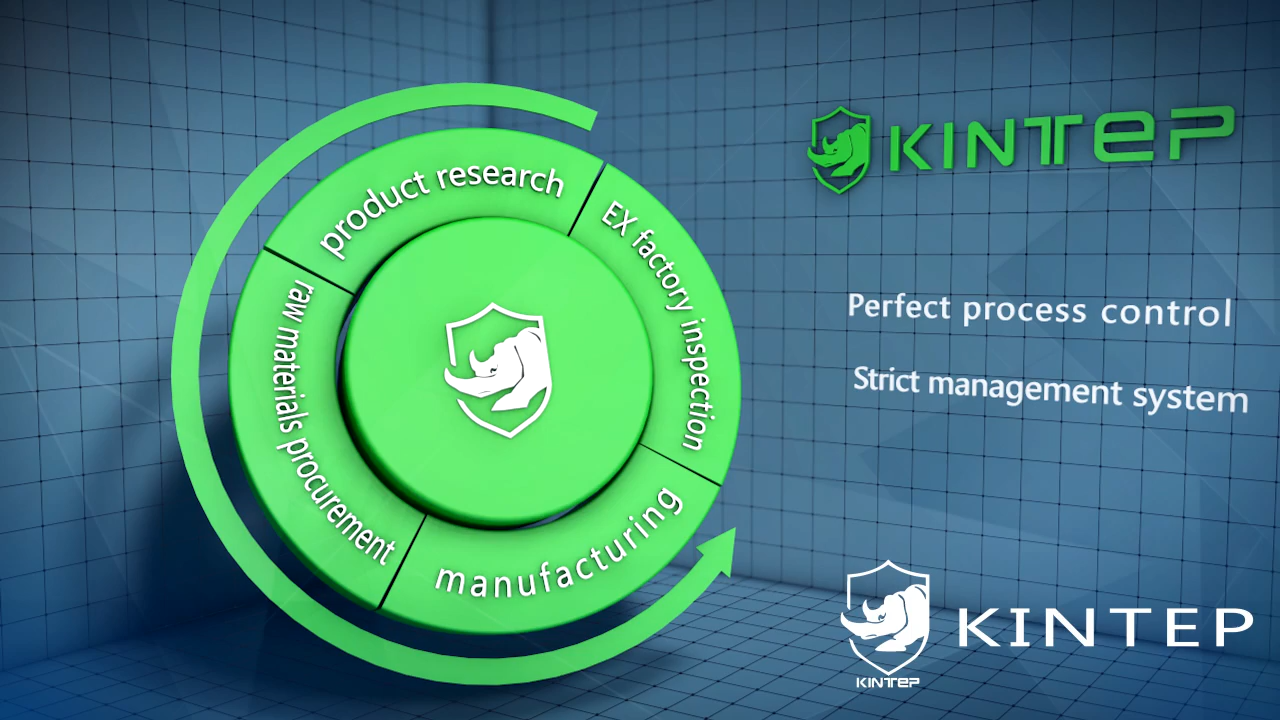 KINTEP
product research
EX factory inspection
raw materials procurement
manufacturing
Perfect process control
Strict management system
KINTEP
KINTEP